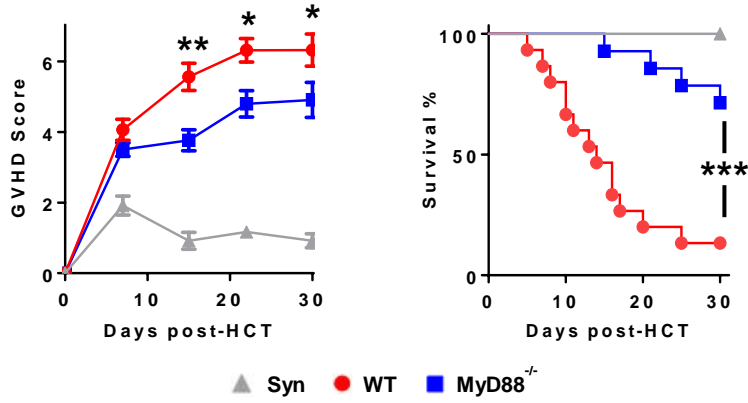 GVHD Score
6
4
2
0
** * *
0 10 20 30
Days post-HCT
Survival %
100
50
0
***
0 10 20 30
Days post-HCT
Syn WT MyD88-/-